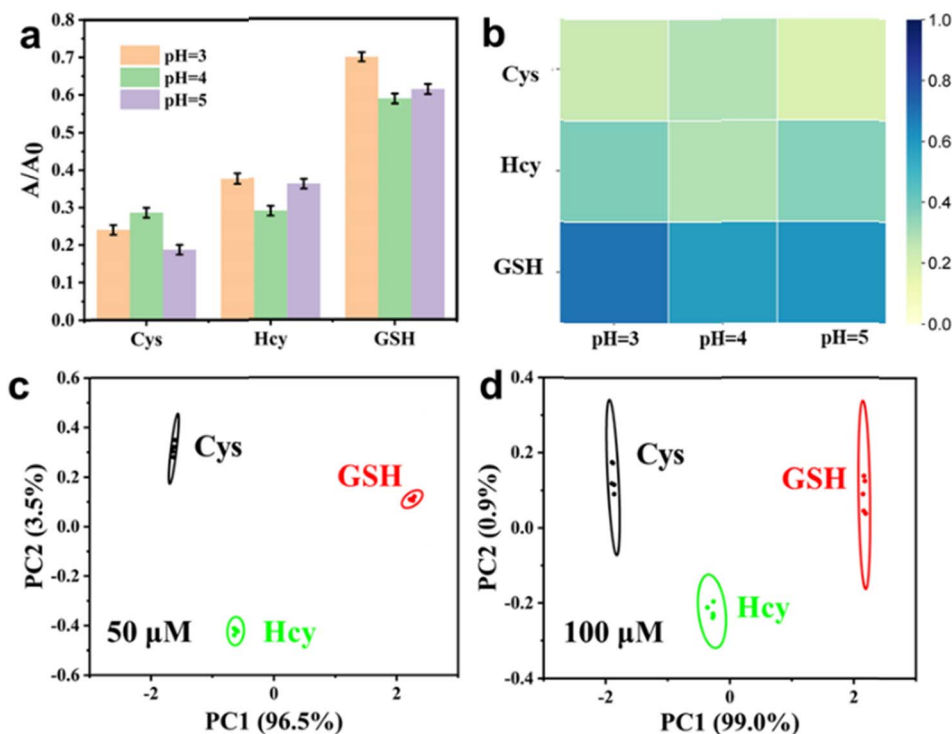 a
0.8
0.7
0.6
0.5
0.4
0.3
0.2
0.1
0.0
A/A0
pH=3
pH=4
pH=5
Cys
Hcy
GSH
b
Cys
Hcy
GSH
pH=3
pH=4
pH=5
1.0
0.8
0.6
0.4
0.2
0.0
c
0.6
0.4
0.2
0.0
-0.2
-0.4
-0.6
PC2 (3.5%)
Cys
GSH
Hcy
50 μM
-2
0
2
PC1 (96.5%)
d
0.4
0.2
0.0
-0.2
-0.4
PC2 (0.9%)
Cys
GSH
Hcy
100 μM
-2
0
2
PC1 (99.0%)